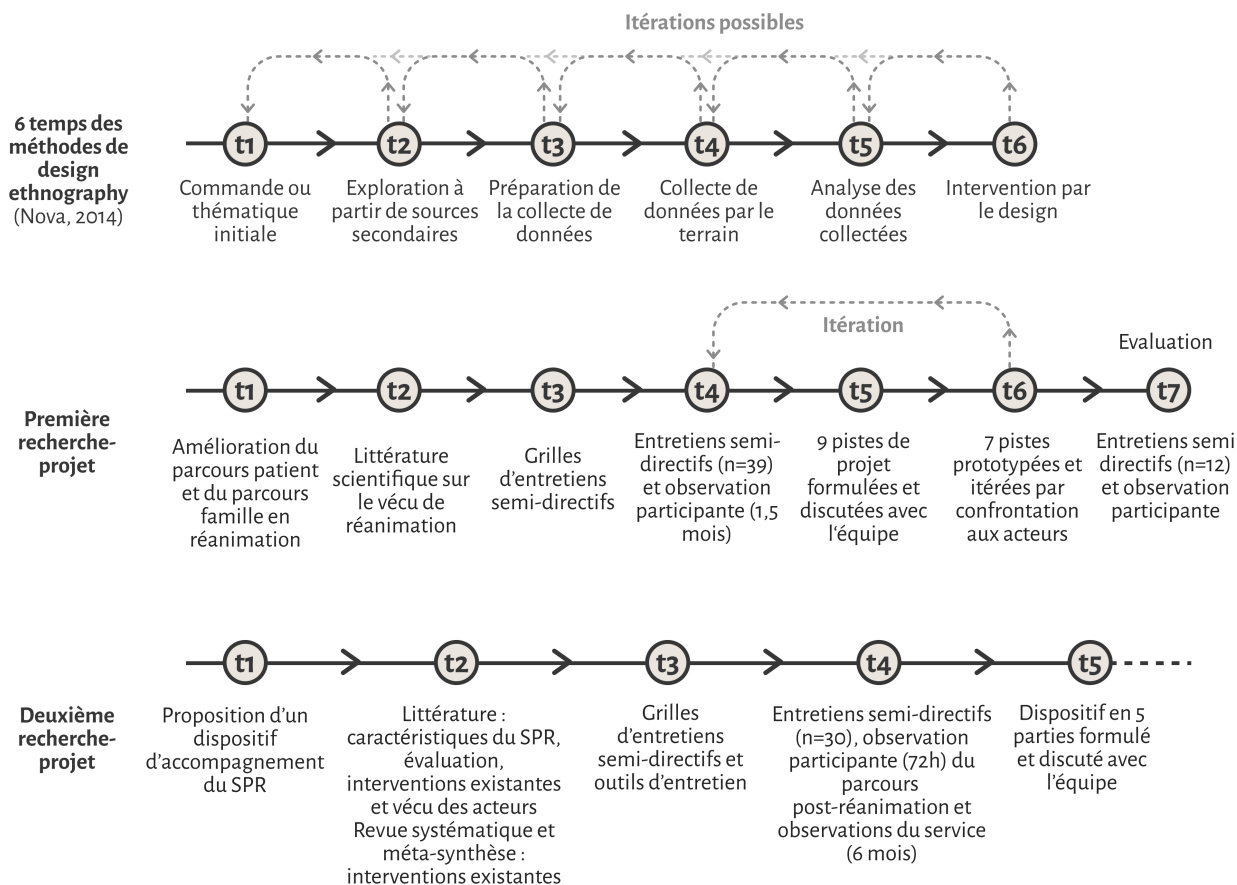 Itérations possibles
6 temps des
méthodes de
design
ethnography
(Nova, 2014)
t1
t2
t3
t4
t5
t6
Commande ou
thématique
initiale
Exploration à
partir de sources
secondaires
Préparation de
la collecte de
données
Collecte de
données par le
terrain
Analyse des
données
collectées
Intervention par
le design
Itération
Evaluation
Première
recherche-
projet
t1
t2
t3
t4
t5
t6
t7
Amélioration du
parcours patient
et du parcours
famille en
réanimation
Littérature
scientifique sur
le vécu de
réanimation
Grilles
d'entretiens
semi-directifs
Entretiens semi-
directifs (n=39)
et observation
participante (1,5
mois)
9 pistes de
projet
formulées et
discutées avec
l'équipe
7 pistes
prototypées et
itérées par
confrontation
aux acteurs
Entretiens semi
directifs (n=12)
et observation
participante
Deuxième
recherche-
projet
t1
t2
t3
t4
t5
Proposition d'un
dispositif
d'accompagnement
du SPR
Littérature :
caractéristiques du SPR,
évaluation,
interventions existantes
et vécu des acteurs
Revue systématique et
méta-synthèse :
interventions existantes
Grilles
d'entretiens
semi-directifs et
outils d'entretien
Entretiens semi-directifs
(n=30), observation
participante (72h) du
parcours
post-réanimation et
observations du service
(6 mois)
Dispositif en 5
parties formulé
et discuté avec
l'équipe